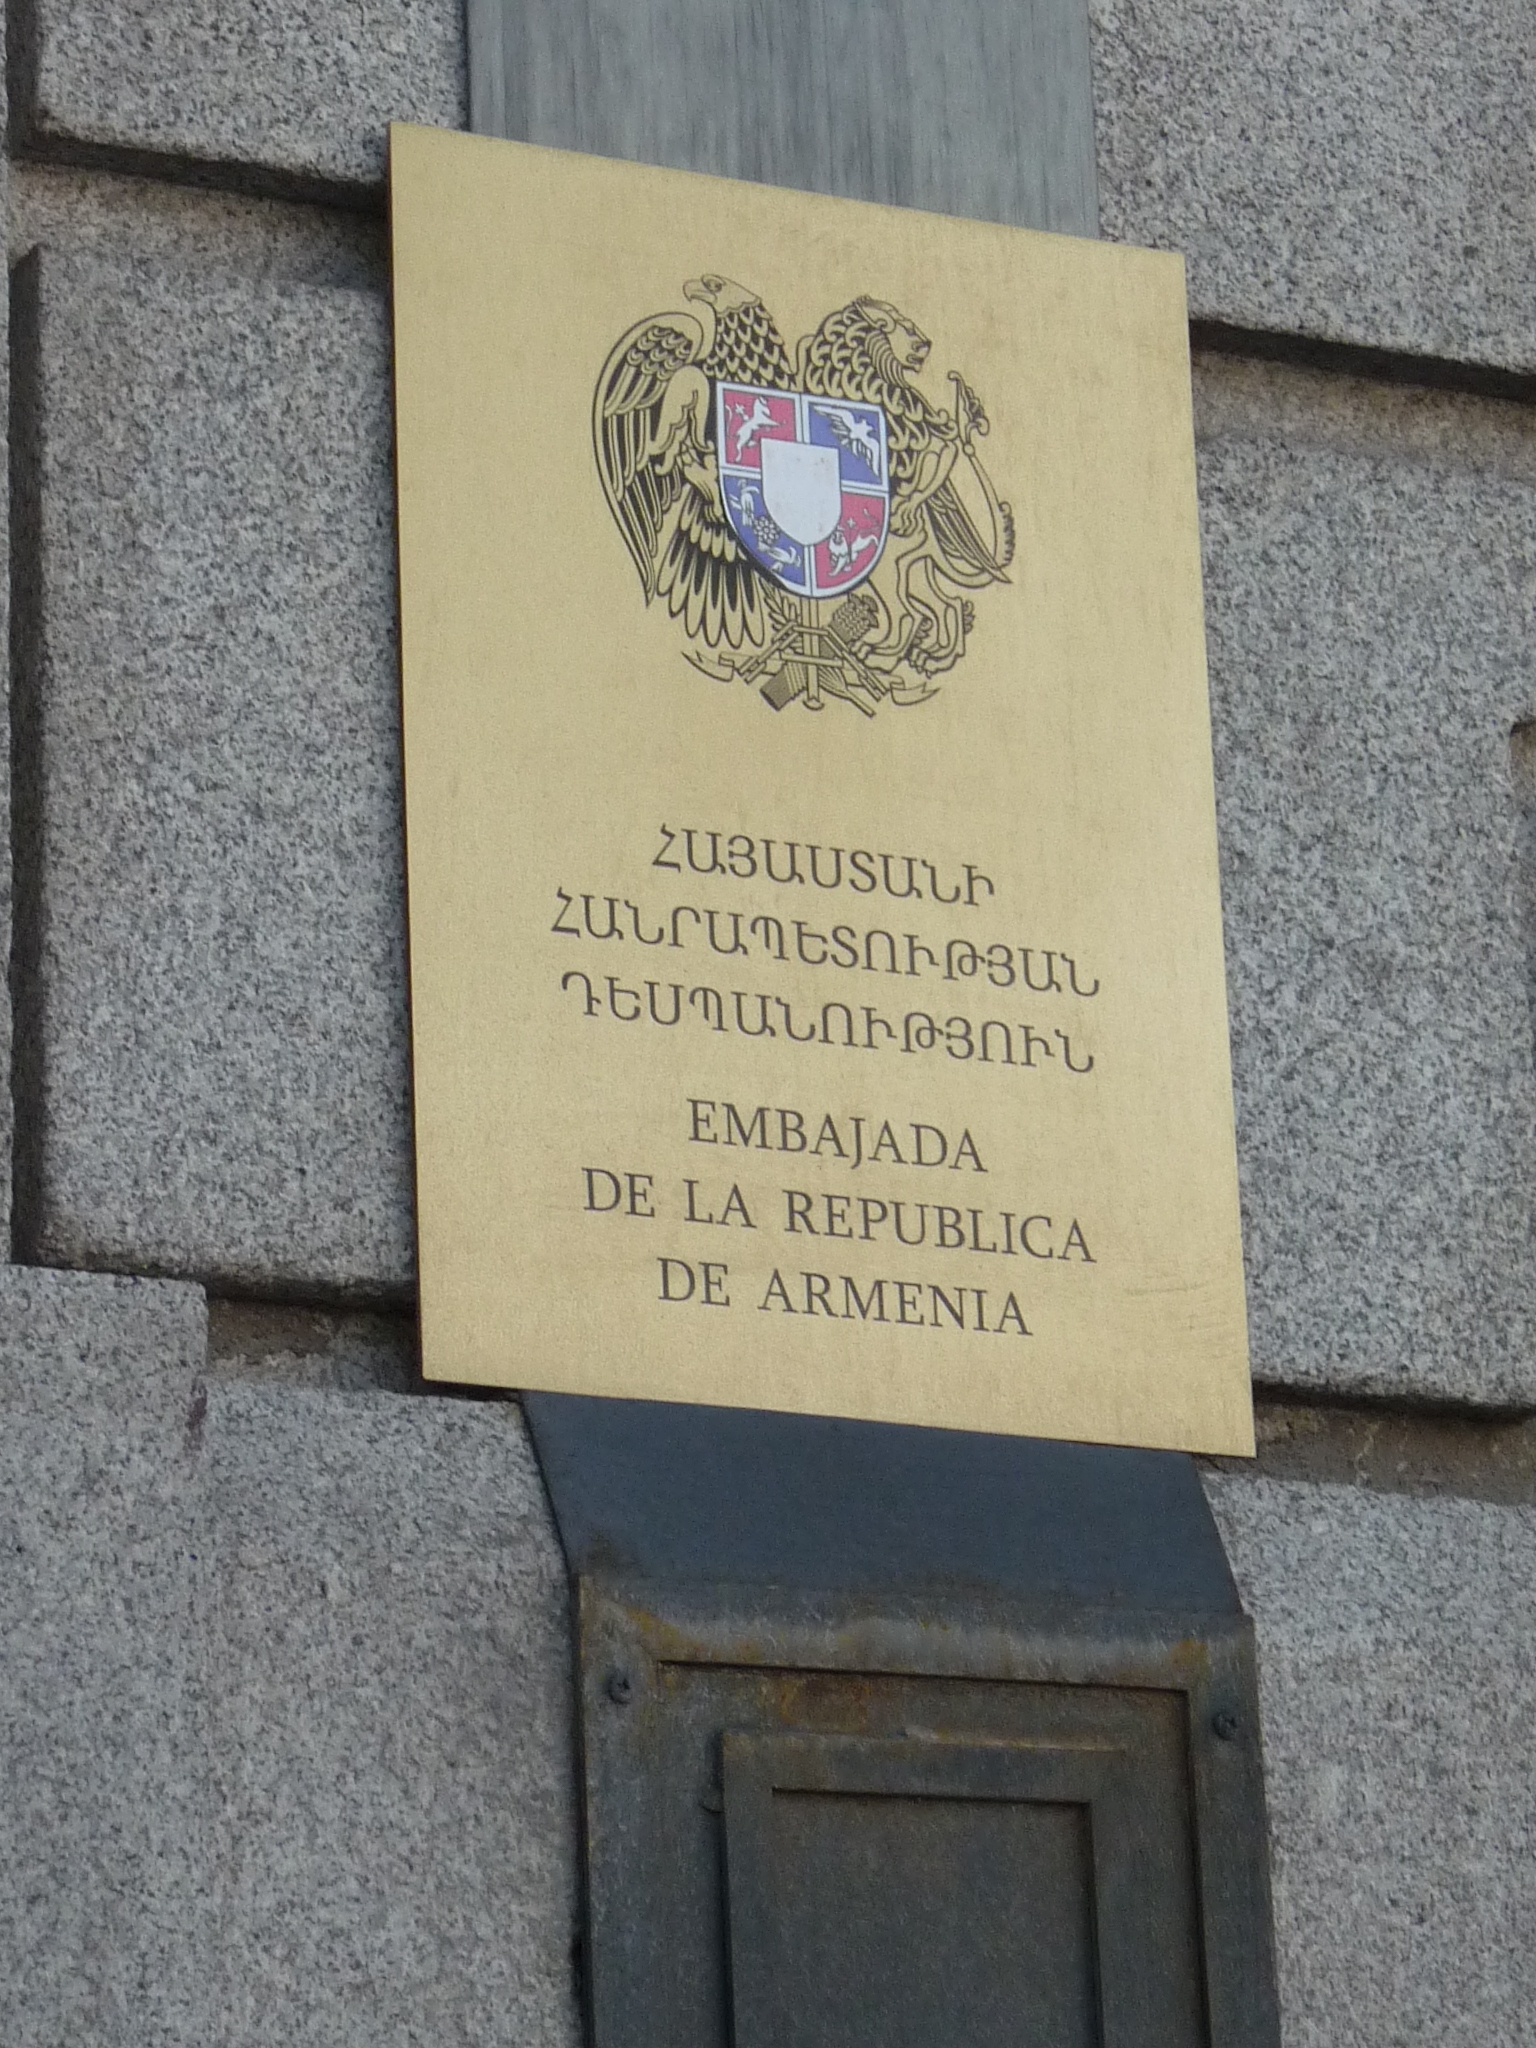 ՀԱՅԱՍՏԱՆԻ
ՀԱՆՐԱՊԵՏՈՒԹՅԱՆ
ԴԵՍՊԱՆՈՒԹՅՈՒՆ
EMBAJADA
DE LA REPUBLICA
DE ARMENIA